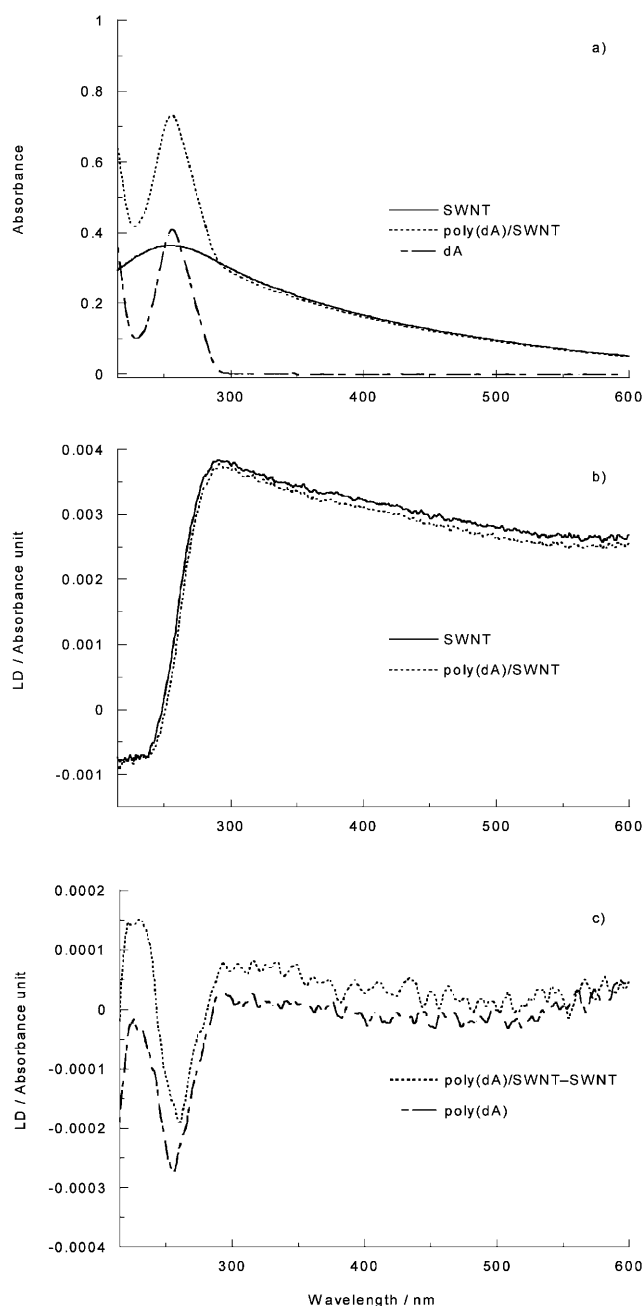 a)
1
0.8
0.6
0.4
0.2
0
Absorbance
SWNT
poly(dA)/SWNT
dA
300
400
500
600
b)
0.004
0.003
0.002
0.001
0
-0.001
LD / Absorbance unit
SWNT
poly(dA)/SWNT
300
400
500
600
c)
0.0002
0.0001
0
-0.0001
-0.0002
-0.0003
-0.0004
LD / Absorbance unit
poly(dA)/SWNT–SWNT
poly(dA)
300
400
500
600
Wavelength / nm